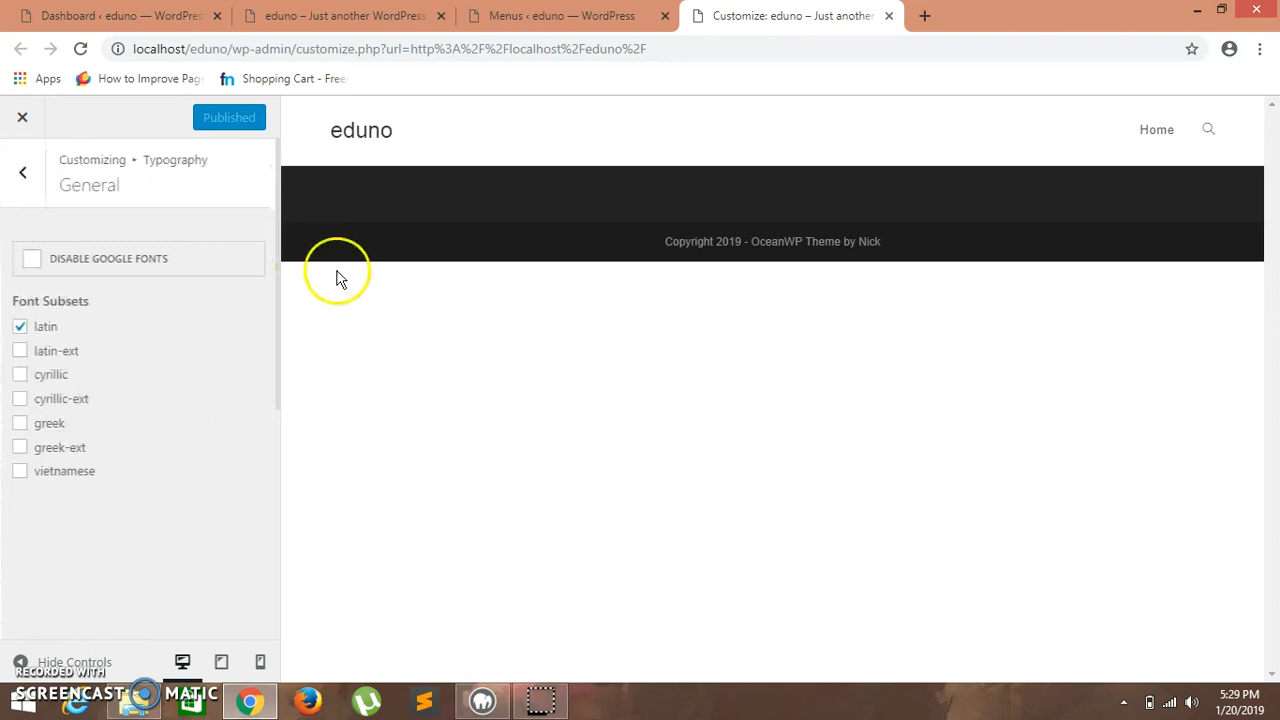 Dashboard ‹ eduno — WordPres
eduno – Just another WordPress
Menus ‹ eduno — WordPress
Customize: eduno – Just another
localhost/eduno/wp-admin/customize.php?url=http%3A%2F%2Flocalhost%2Feduno%2F
Apps
How to Improve Pag
Shopping Cart - Free
Published
Customizing ▸ Typography
General
eduno
Home
DISABLE GOOGLE FONTS
Copyright 2019 - OceanWP Theme by Nick
Font Subsets
latin
latin-ext
cyrillic
cyrillic-ext
greek
greek-ext
vietnamese
Hide Controls
RECORDED WITH
SCREENCAST MATIC
5:29 PM
1/20/2019